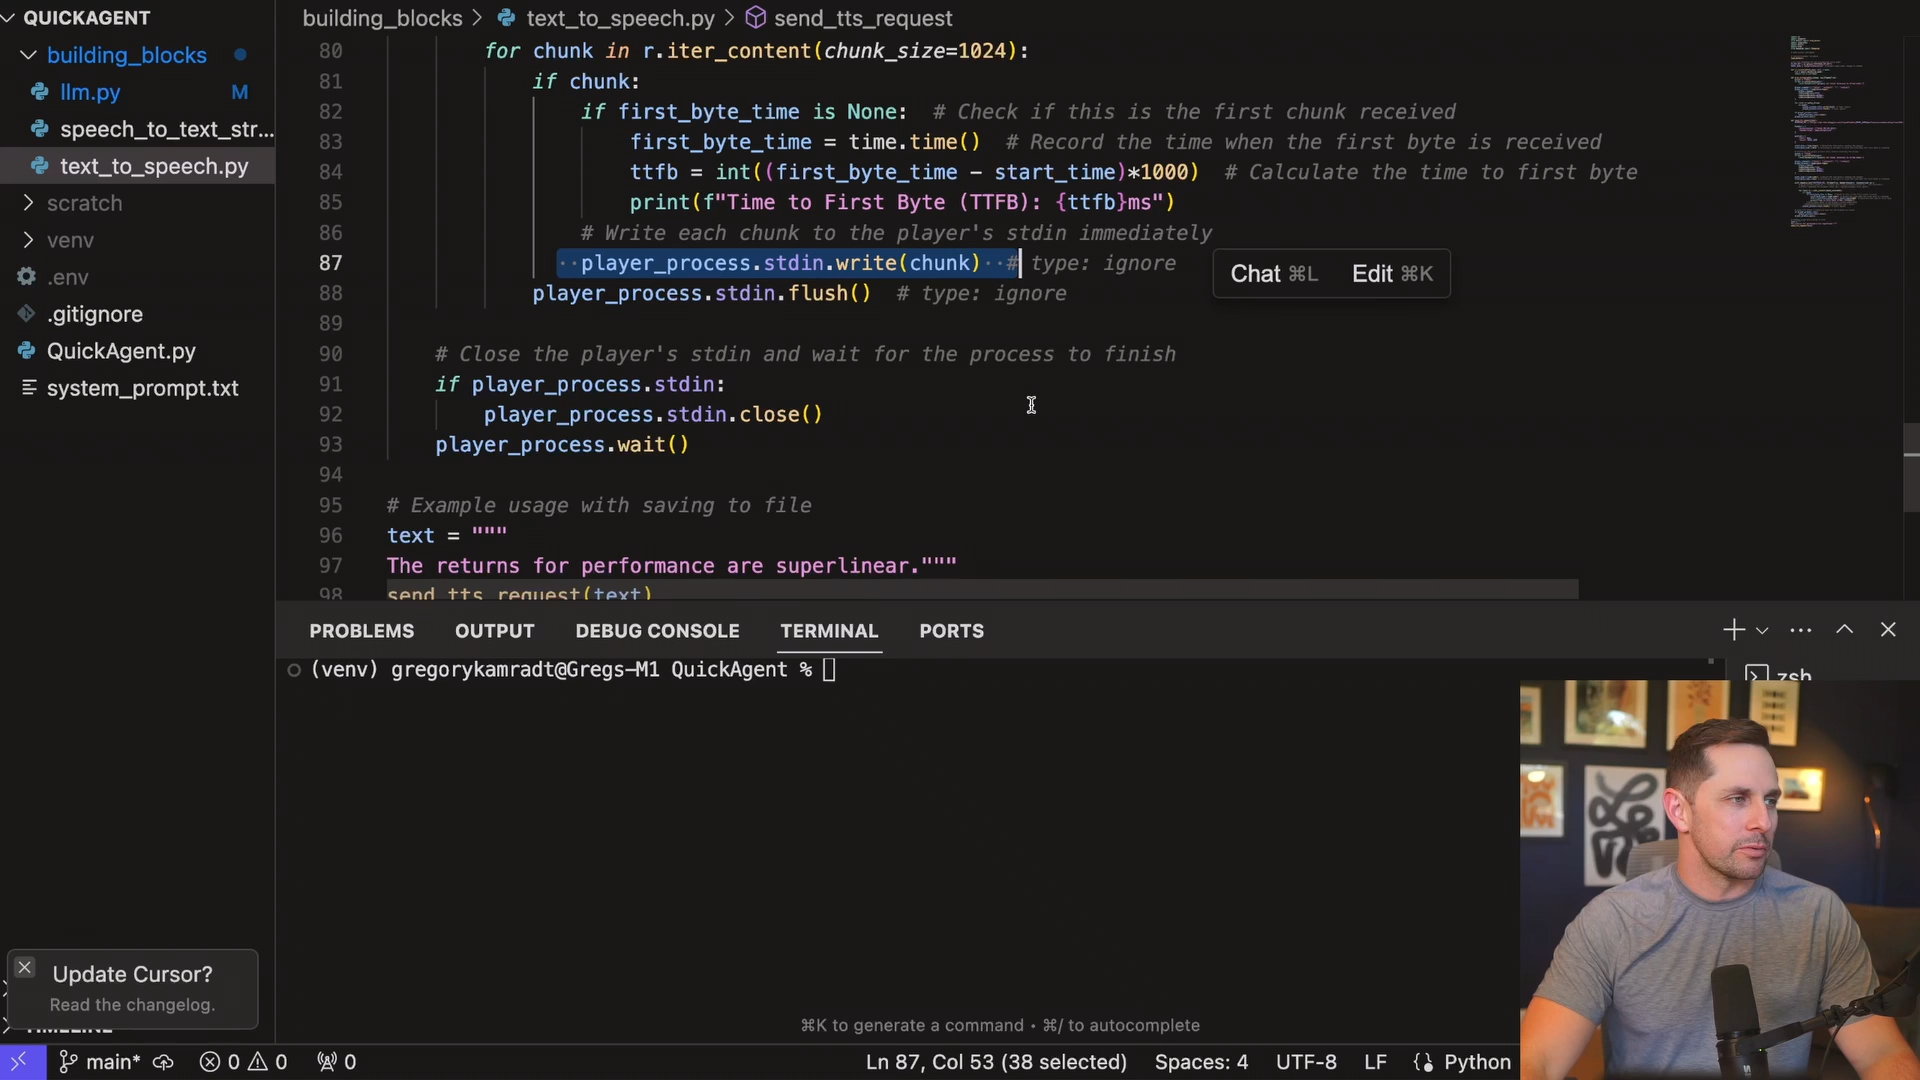 QUICKAGENT
building_blocks
llm.py M
speech_to_text_str...
text_to_speech.py
scratch
venv
.env
.gitignore
QuickAgent.py
system_prompt.txt
building_blocks > text_to_speech.py > send_tts_request
80 for chunk in r.iter_content(chunk_size=1024):
81 if chunk:
82 if first_byte_time is None:  # Check if this is the first chunk received
83 first_byte_time = time.time()  # Record the time when the first byte is received
84 ttfb = int((first_byte_time - start_time)*1000)  # Calculate the time to first byte
85 print(f"Time to First Byte (TTFB): {ttfb}ms")
86 # Write each chunk to the player's stdin immediately
87 player_process.stdin.write(chunk)  # type: ignore
Chat ⌘L Edit ⌘K
88 player_process.stdin.flush()  # type: ignore
89
90 # Close the player's stdin and wait for the process to finish
91 if player_process.stdin:
92 player_process.stdin.close()
93 player_process.wait()
94
95 # Example usage with saving to file
96 text = """
97 The returns for performance are superlinear."""
98 send_tts_request(text)
PROBLEMS OUTPUT DEBUG CONSOLE TERMINAL PORTS
(venv) gregorykamradt@Gregs-M1 QuickAgent %
zsh
Update Cursor?
Read the changelog.
TIMELINE
⌘K to generate a command • ⌘/ to autocomplete
main* 0 0 0 Ln 87, Col 53 (38 selected) Spaces: 4 UTF-8 LF Python